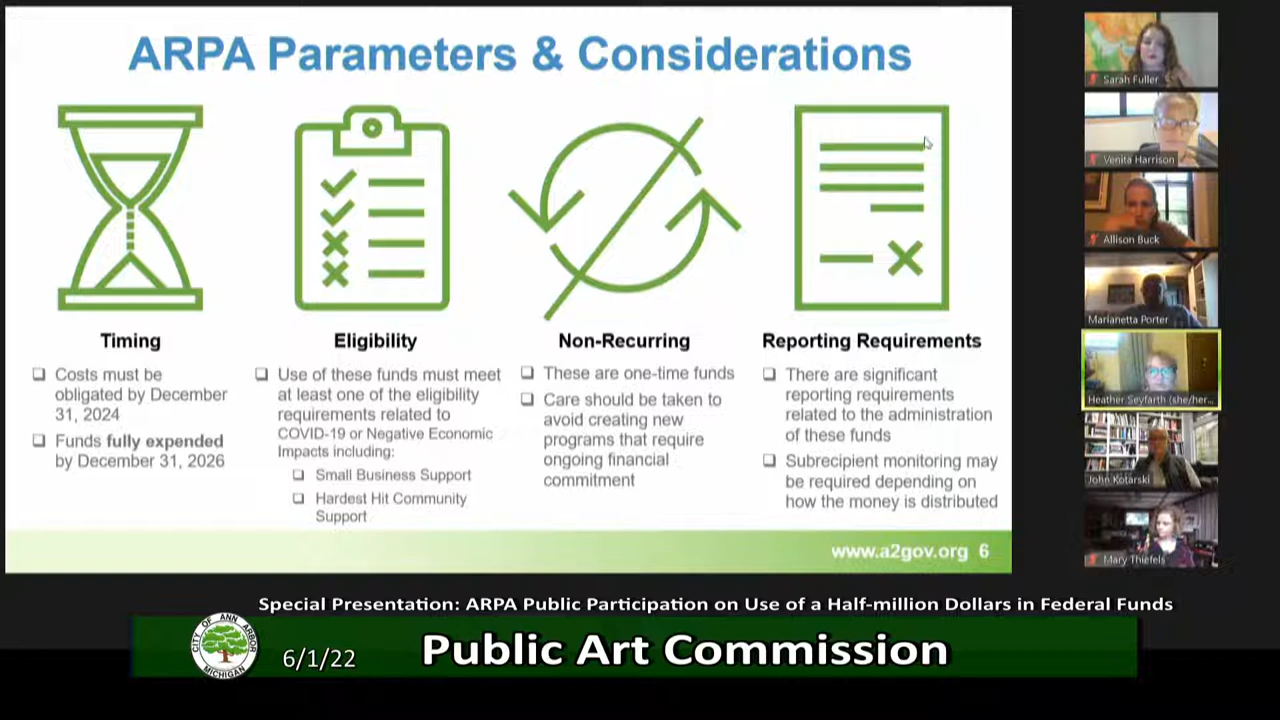 ARPA Parameters & Considerations
Timing
Costs must be
obligated by December
31, 2024
Funds fully expended
by December 31, 2026
Eligibility
Use of these funds must meet
at least one of the eligibility
requirements related to
COVID-19 or Negative Economic
Impacts including:
Small Business Support
Hardest Hit Community
Support
Non-Recurring
These are one-time funds
Care should be taken to
avoid creating new
programs that require
ongoing financial
commitment
Reporting Requirements
There are significant
reporting requirements
related to the administration
of these funds
Subrecipient monitoring may
be required depending on
how the money is distributed
www.a2gov.org 6
Sarah Fuller
Venita Harrison
Allison Buck
Marianetta Porter
Heather Seyfarth (she/her...
John Kotarski
Mary Thiefels
Special Presentation: ARPA Public Participation on Use of a Half-million Dollars in Federal Funds
CITY OF ANN ARBOR
MICHIGAN
6/1/22
Public Art Commission